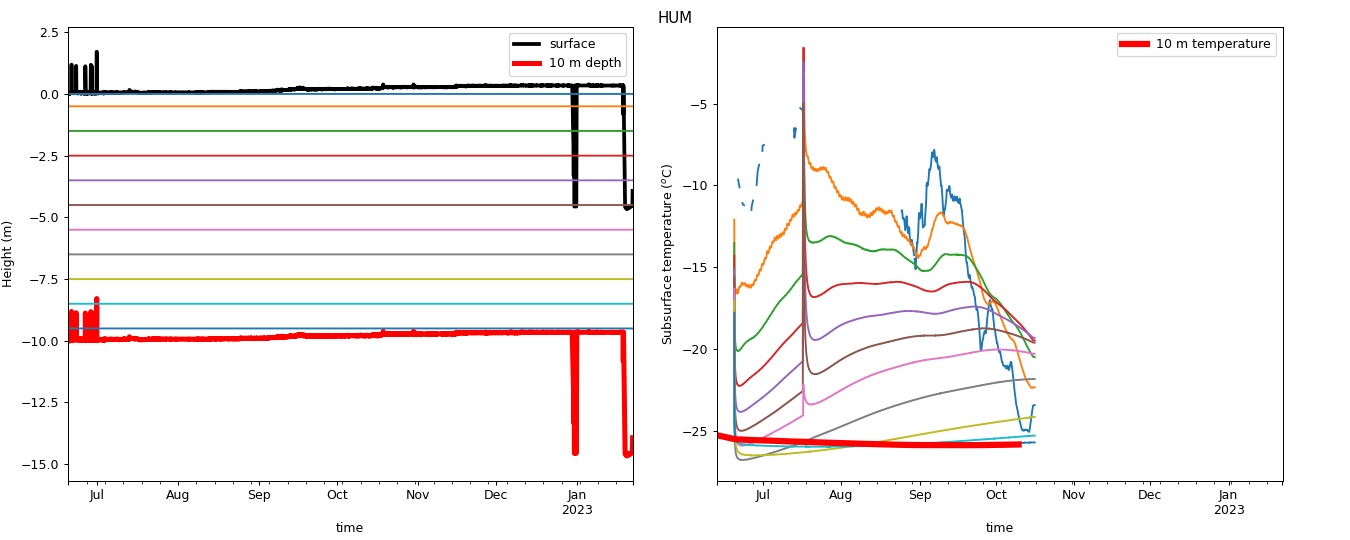 HUM
surface
10 m depth
2.5
0.0
−2.5
−5.0
−7.5
−10.0
−12.5
−15.0
Height (m)
Jul
Aug
Sep
Oct
Nov
Dec
Jan
2023
time
10 m temperature
−5
−10
−15
−20
−25
Subsurface temperature (°C)
Jul
Aug
Sep
Oct
Nov
Dec
Jan
2023
time